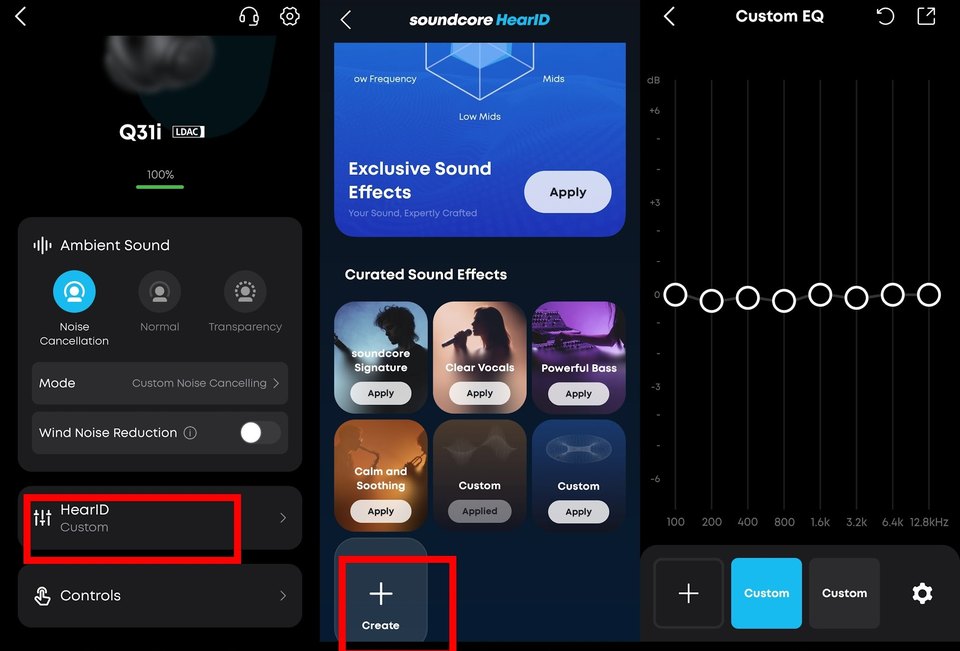 Q31i LDAC
100%
Ambient Sound
Noise
Cancellation
Normal
Transparency
Mode
Custom Noise Cancelling
Wind Noise Reduction
HearID
Custom
Controls
soundcore HearID
ow Frequency
Mids
Low Mids
Exclusive Sound
Effects
Your Sound, Expertly Crafted
Apply
Curated Sound Effects
soundcore
Signature
Apply
Clear Vocals
Apply
Powerful Bass
Apply
Calm and
Soothing
Apply
Custom
Applied
Custom
Apply
Create
Custom EQ
dB
+6
+3
0
-3
-6
100 200 400 800 1.6k 3.2k 6.4k 12.8kHz
Custom
Custom